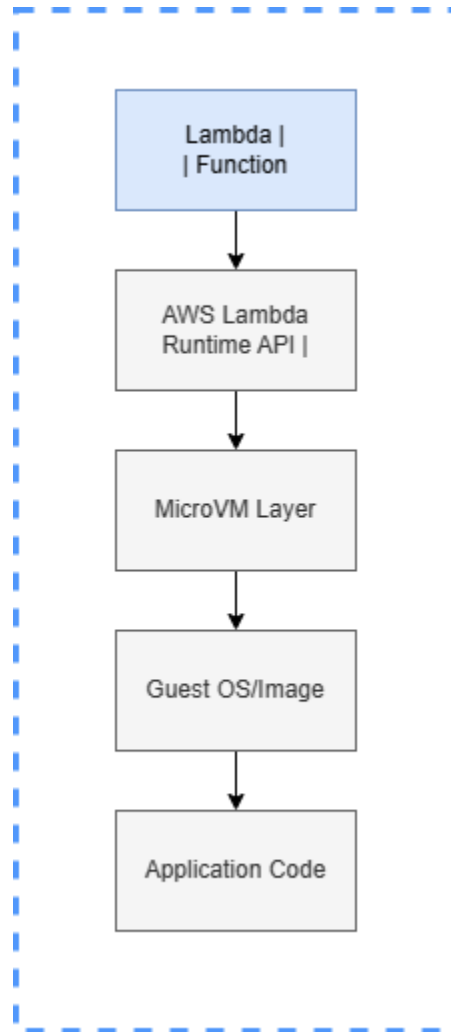 Lambda |
| Function
AWS Lambda
Runtime API |
MicroVM Layer
Guest OS/Image
Application Code